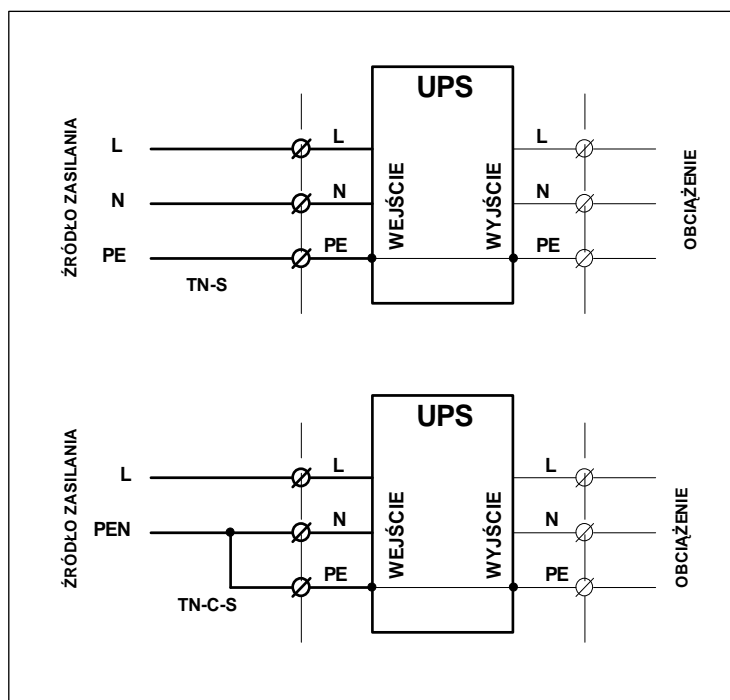 UPS
ŹRÓDŁO ZASILANIA
L
L
WEJŚCIE
WYJŚCIE
L
OBCIĄŻENIE
N
N
N
PE
PE
PE
TN-S
UPS
ŹRÓDŁO ZASILANIA
L
L
WEJŚCIE
WYJŚCIE
L
OBCIĄŻENIE
PEN
N
N
PE
PE
TN-C-S